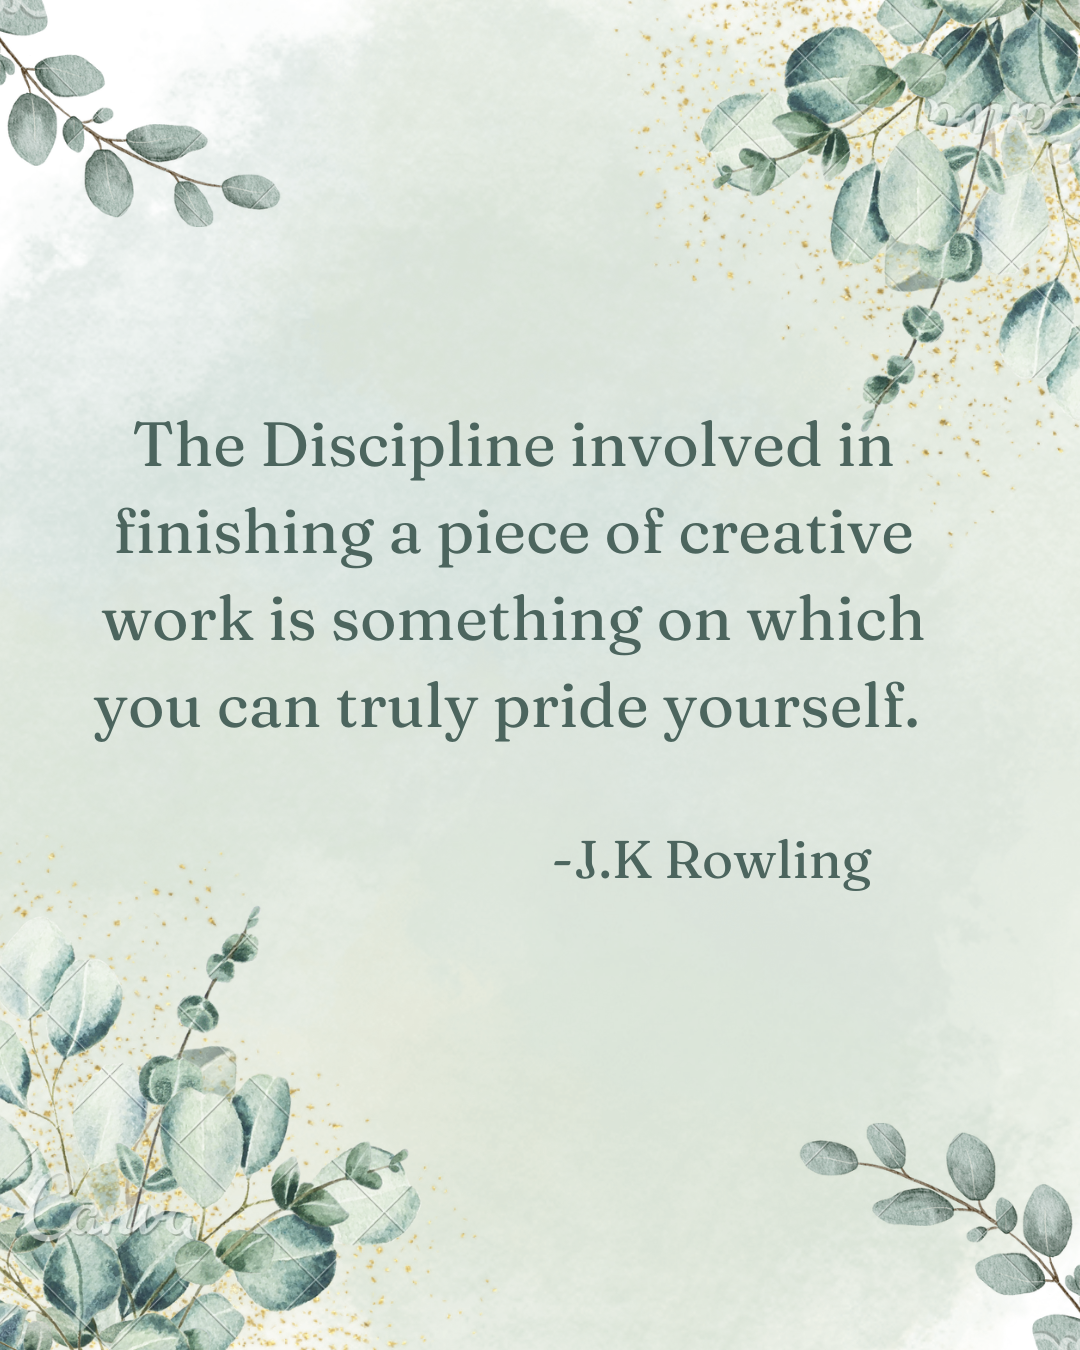 The Discipline involved in
finishing a piece of creative
work is something on which
you can truly pride yourself.
-J.K Rowling
Canva
Canva